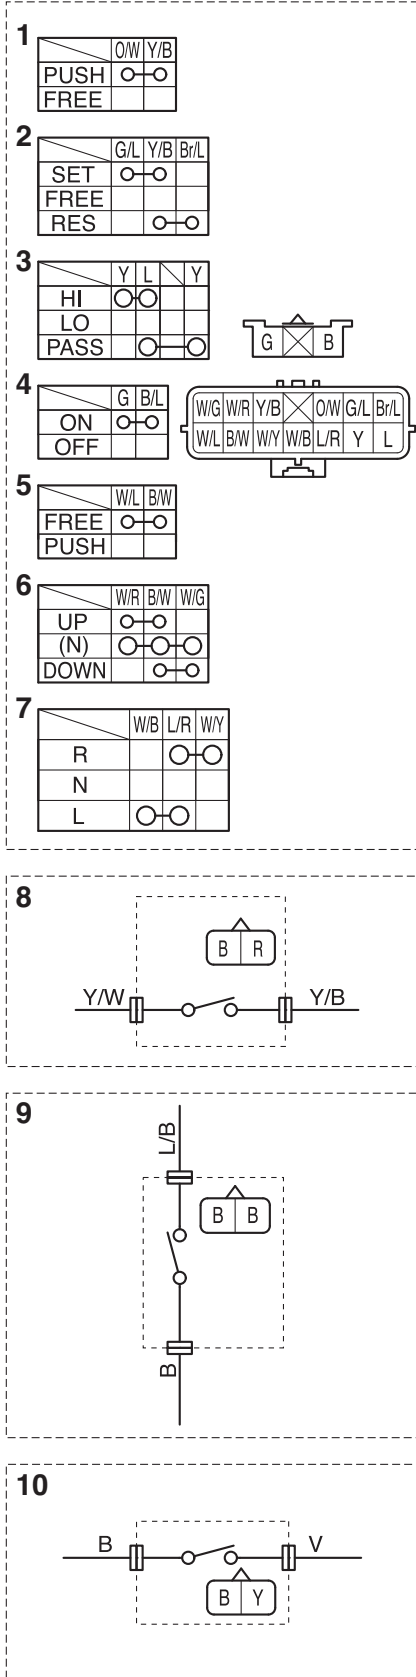 1
O/W Y/B
PUSH
FREE
2
G/L Y/B Br/L
SET
FREE
RES
3
Y L Y
HI
LO
PASS
G B
4
G B/L
ON
OFF
W/G W/R Y/B O/W G/L Br/L
W/L B/W W/Y W/B L/R Y L
5
W/L B/W
FREE
PUSH
6
W/R B/W W/G
UP
(N)
DOWN
7
W/B L/R W/Y
R
N
L
8
B R
Y/W Y/B
9
L/B
B B
B
10
B V
B Y